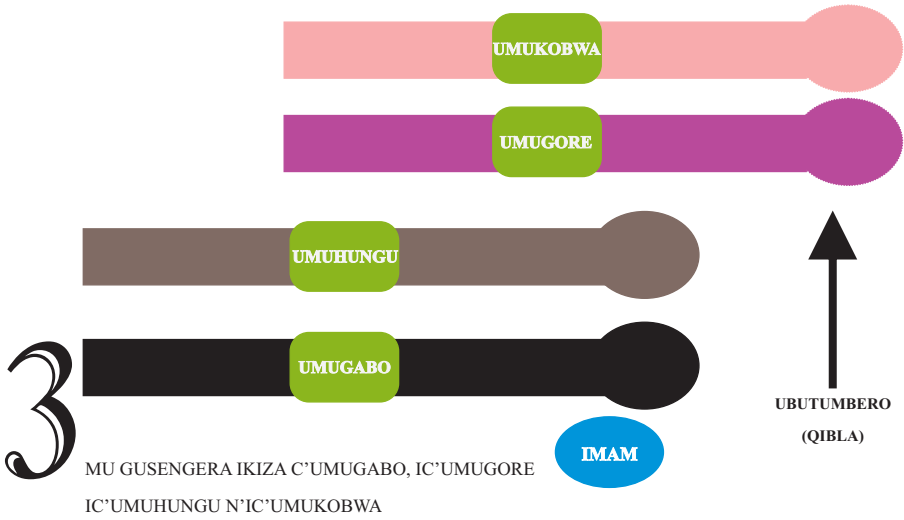 UMUKOBWA
UMUGORE
UMUHUNGU
UMUGABO
UBUTUMBERO
(QIBLA)
IMAM
3
MU GUSENGERA IKIZA C'UMUGABO, IC'UMUGORE
IC'UMUHUNGU N'IC'UMUKOBWA